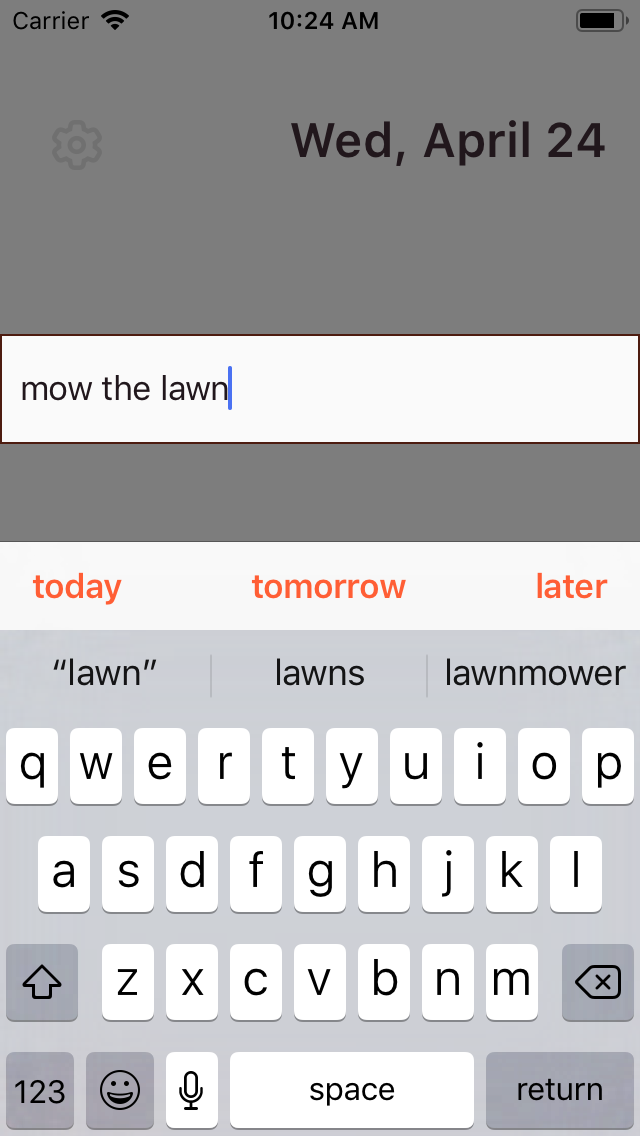 Carrier 10:24 AM
Wed, April 24
mow the lawn
today tomorrow later
“lawn” lawns lawnmower
q w e r t y u i o p
a s d f g h j k l
z x c v b n m
123 space return